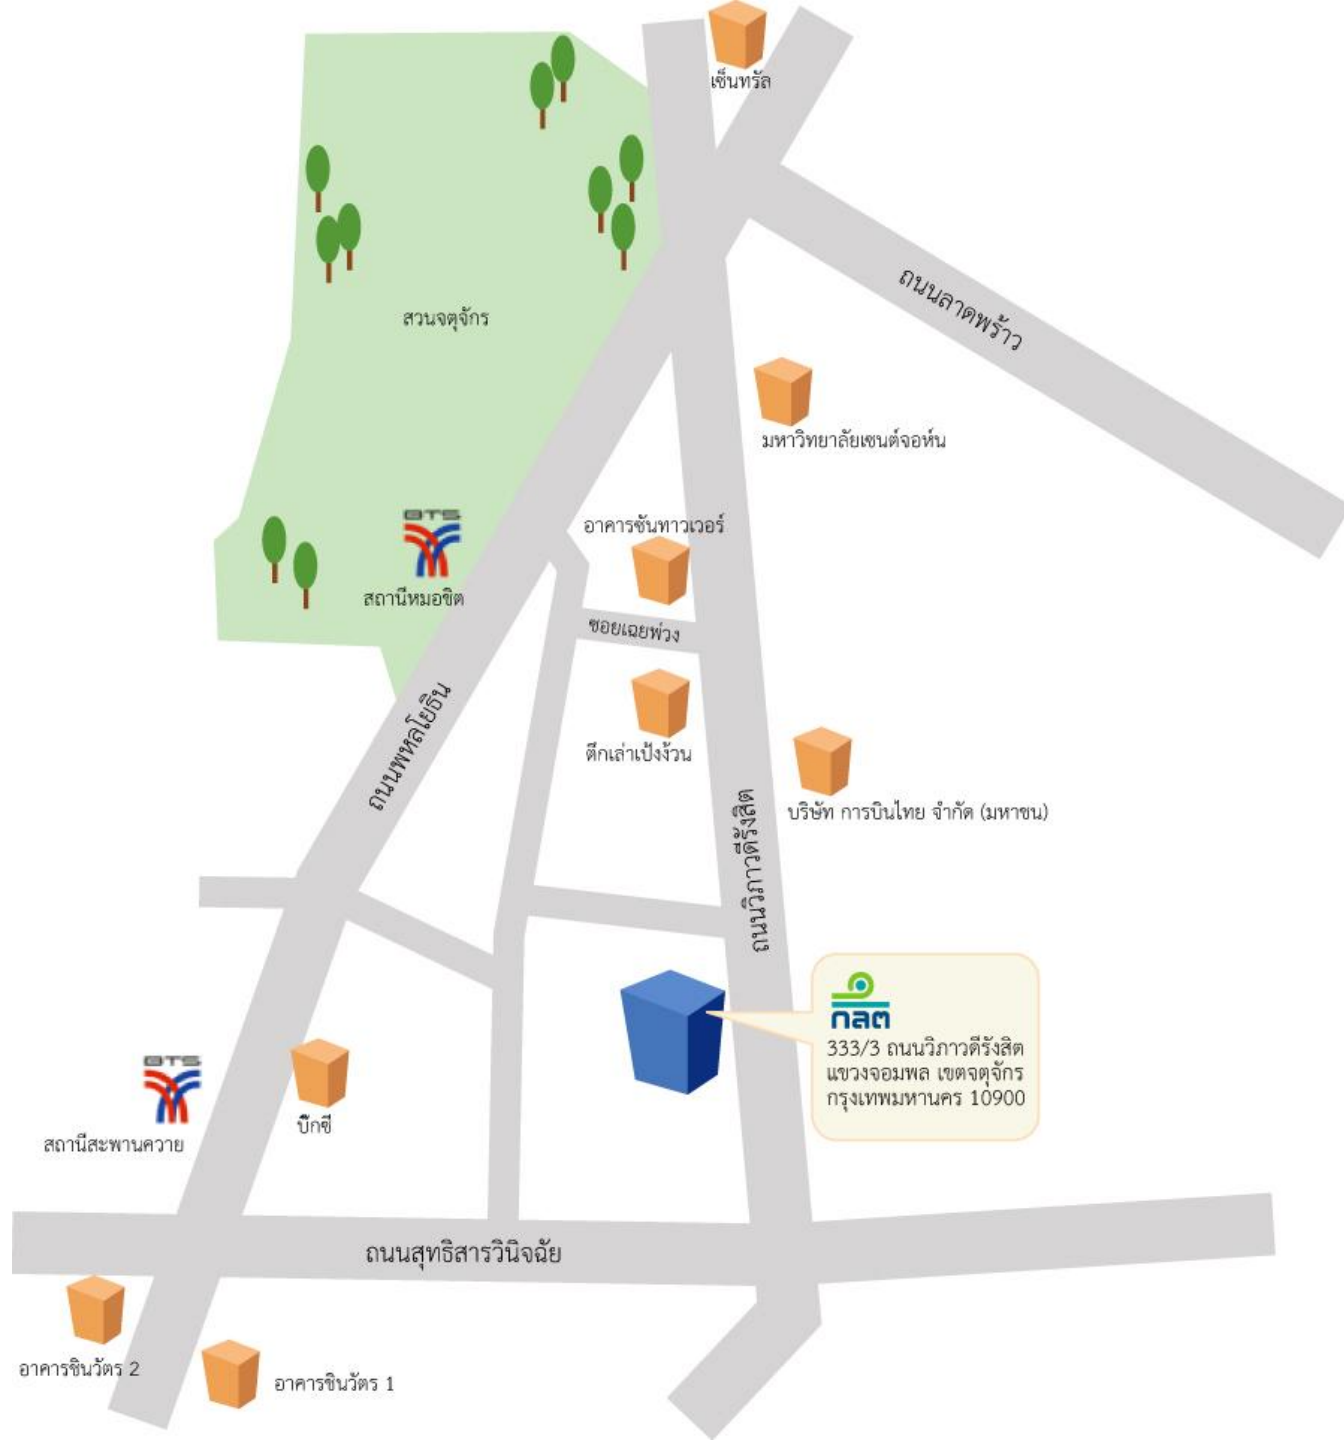 เซ็นทรัล
ถนนลาดพร้าว
สวนจตุจักร
มหาวิทยาลัยเซนต์จอห์น
BTS
อาคารซันทาวเวอร์
สถานีหมอชิต
ซอยเฉยพ่วง
ถนนพหลโยธิน
ตึกเล่าเป้งง้วน
ถนนวิภาวดีรังสิต
บริษัท การบินไทย จำกัด (มหาชน)
กลต
333/3 ถนนวิภาวดีรังสิต
แขวงจอมพล เขตจตุจักร
กรุงเทพมหานคร 10900
BTS
บิ๊กซี
สถานีสะพานควาย
ถนนสุทธิสารวินิจฉัย
อาคารชินวัตร 2
อาคารชินวัตร 1